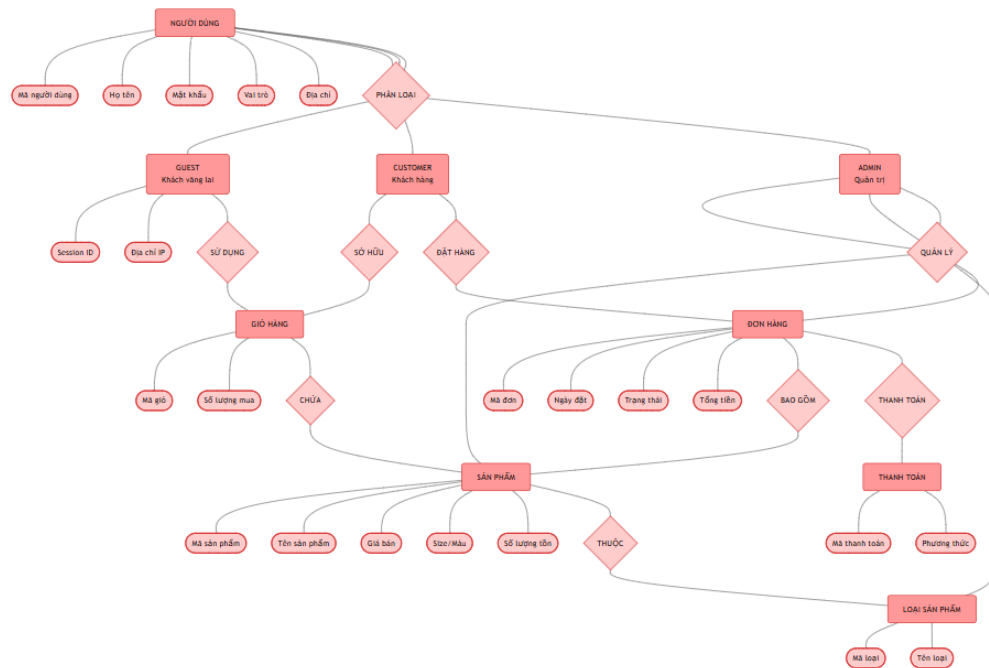 NGƯỜI DÙNG
Mã người dùng
Họ tên
Mật khẩu
Vai trò
Địa chỉ
PHÂN LOẠI
GUEST
Khách vãng lai
CUSTOMER
Khách hàng
ADMIN
Quản trị
Session ID
Địa chỉ IP
SỬ DỤNG
SỞ HỮU
ĐẶT HÀNG
QUẢN LÝ
GIỎ HÀNG
ĐƠN HÀNG
Mã giỏ
Số lượng mua
CHỨA
Mã đơn
Ngày đặt
Trạng thái
Tổng tiền
BAO GỒM
THANH TOÁN
SẢN PHẨM
THANH TOÁN
Mã sản phẩm
Tên sản phẩm
Giá bán
Size/Màu
Số lượng tồn
THUỘC
Mã thanh toán
Phương thức
LOẠI SẢN PHẨM
Mã loại
Tên loại